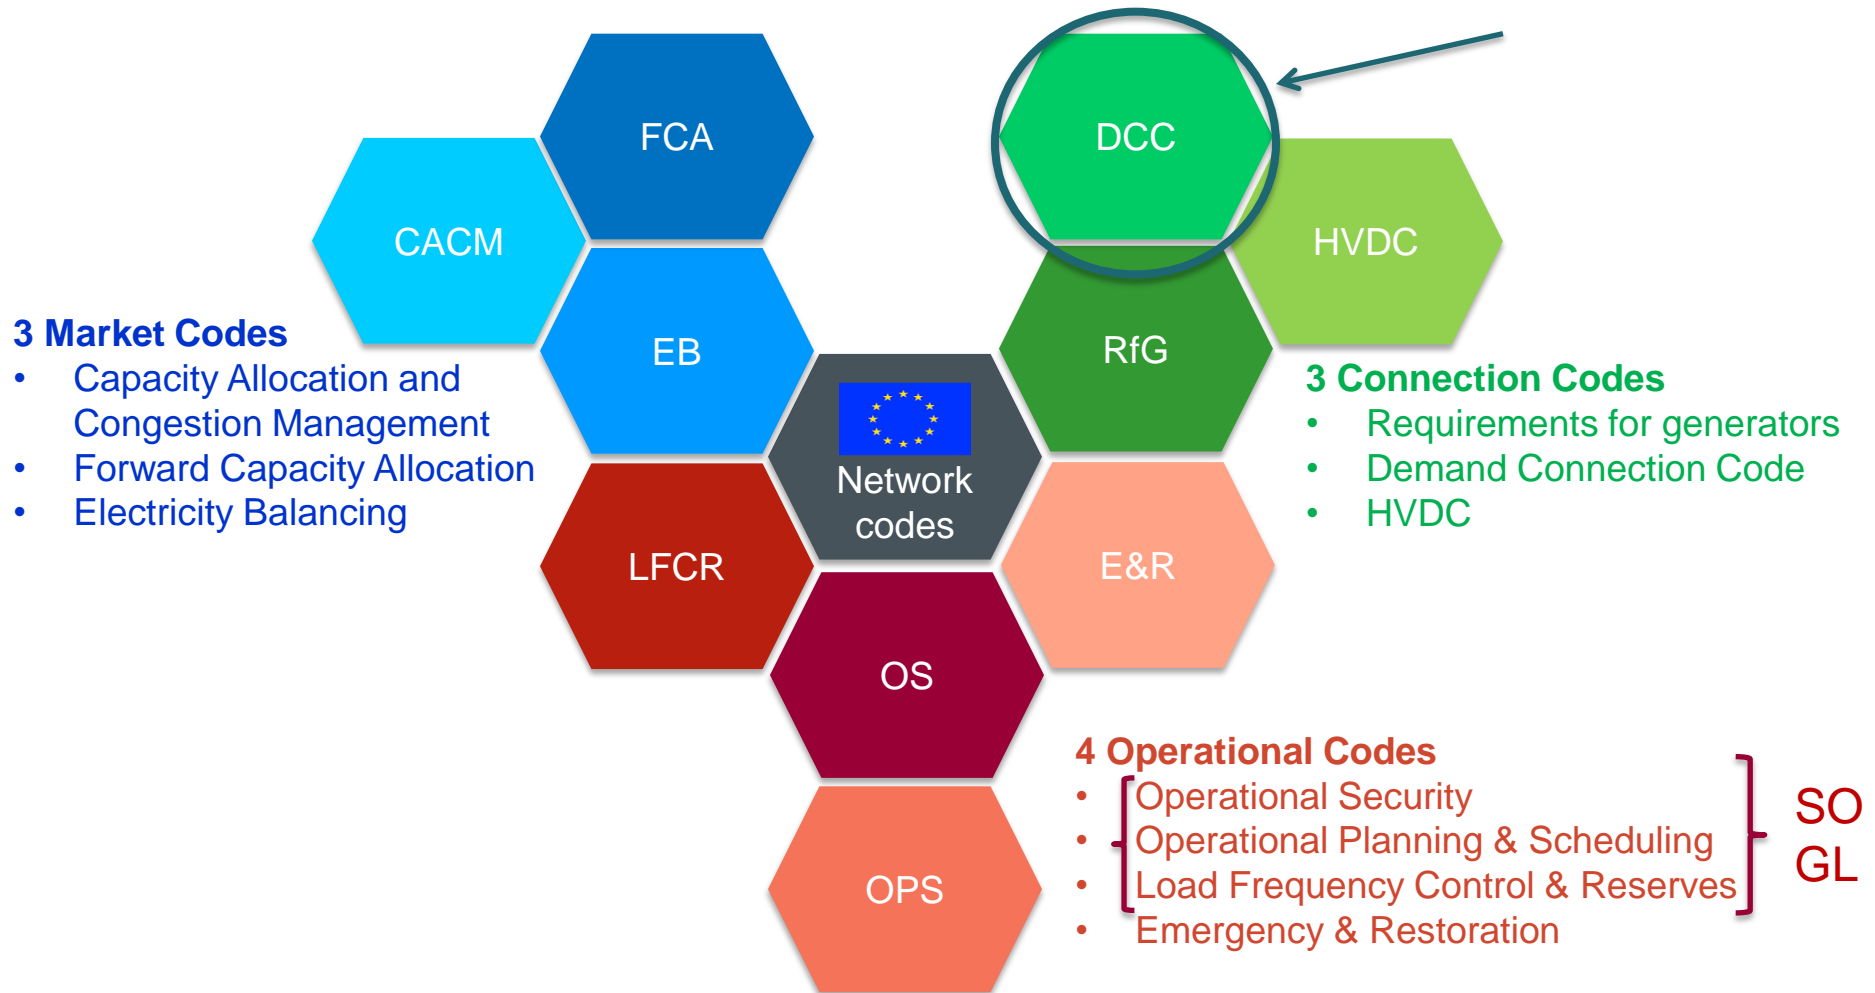 FCA
DCC
CACM
HVDC
EB
RfG
Network
codes
LFCR
E&R
OS
OPS
3 Market Codes
• Capacity Allocation and
Congestion Management
• Forward Capacity Allocation
• Electricity Balancing
3 Connection Codes
• Requirements for generators
• Demand Connection Code
• HVDC
4 Operational Codes
• Operational Security
• Operational Planning & Scheduling
• Load Frequency Control & Reserves
• Emergency & Restoration
SO
GL